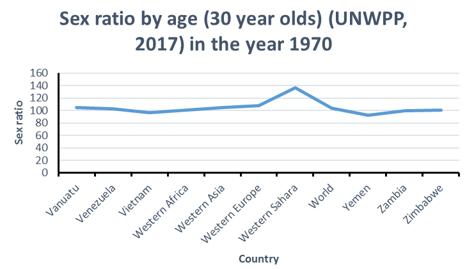 Sex ratio by age (30 year olds) (UNWPP,
2017) in the year 1970
160
140
120
100
80
60
40
20
0
Sex ratio
Vanuatu
Venezuela
Vietnam
Western Africa
Western Asia
Western Europe
Western Sahara
World
Yemen
Zambia
Zimbabwe
Country